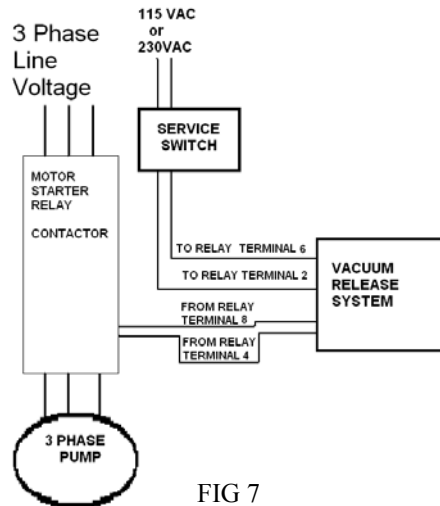 3 Phase
Line
Voltage
115 VAC
or
230VAC
SERVICE
SWITCH
MOTOR
STARTER
RELAY
CONTACTOR
TO RELAY TERMINAL 6
TO RELAY TERMINAL 2
FROM RELAY
TERMINAL 8
FROM RELAY
TERMINAL 4
VACUUM
RELEASE
SYSTEM
3 PHASE
PUMP
FIG 7